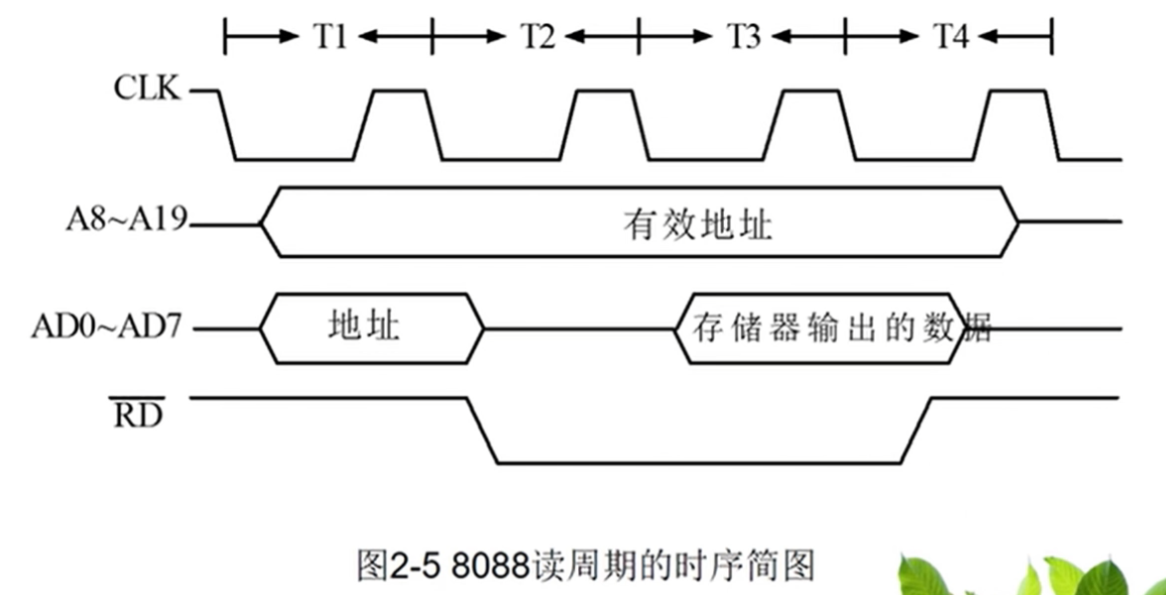 T1 T2 T3 T4
CLK
A8~A19 有效地址
AD0~AD7 地址 存储器输出的数据
RD
图2-5 8088读周期的时序简图